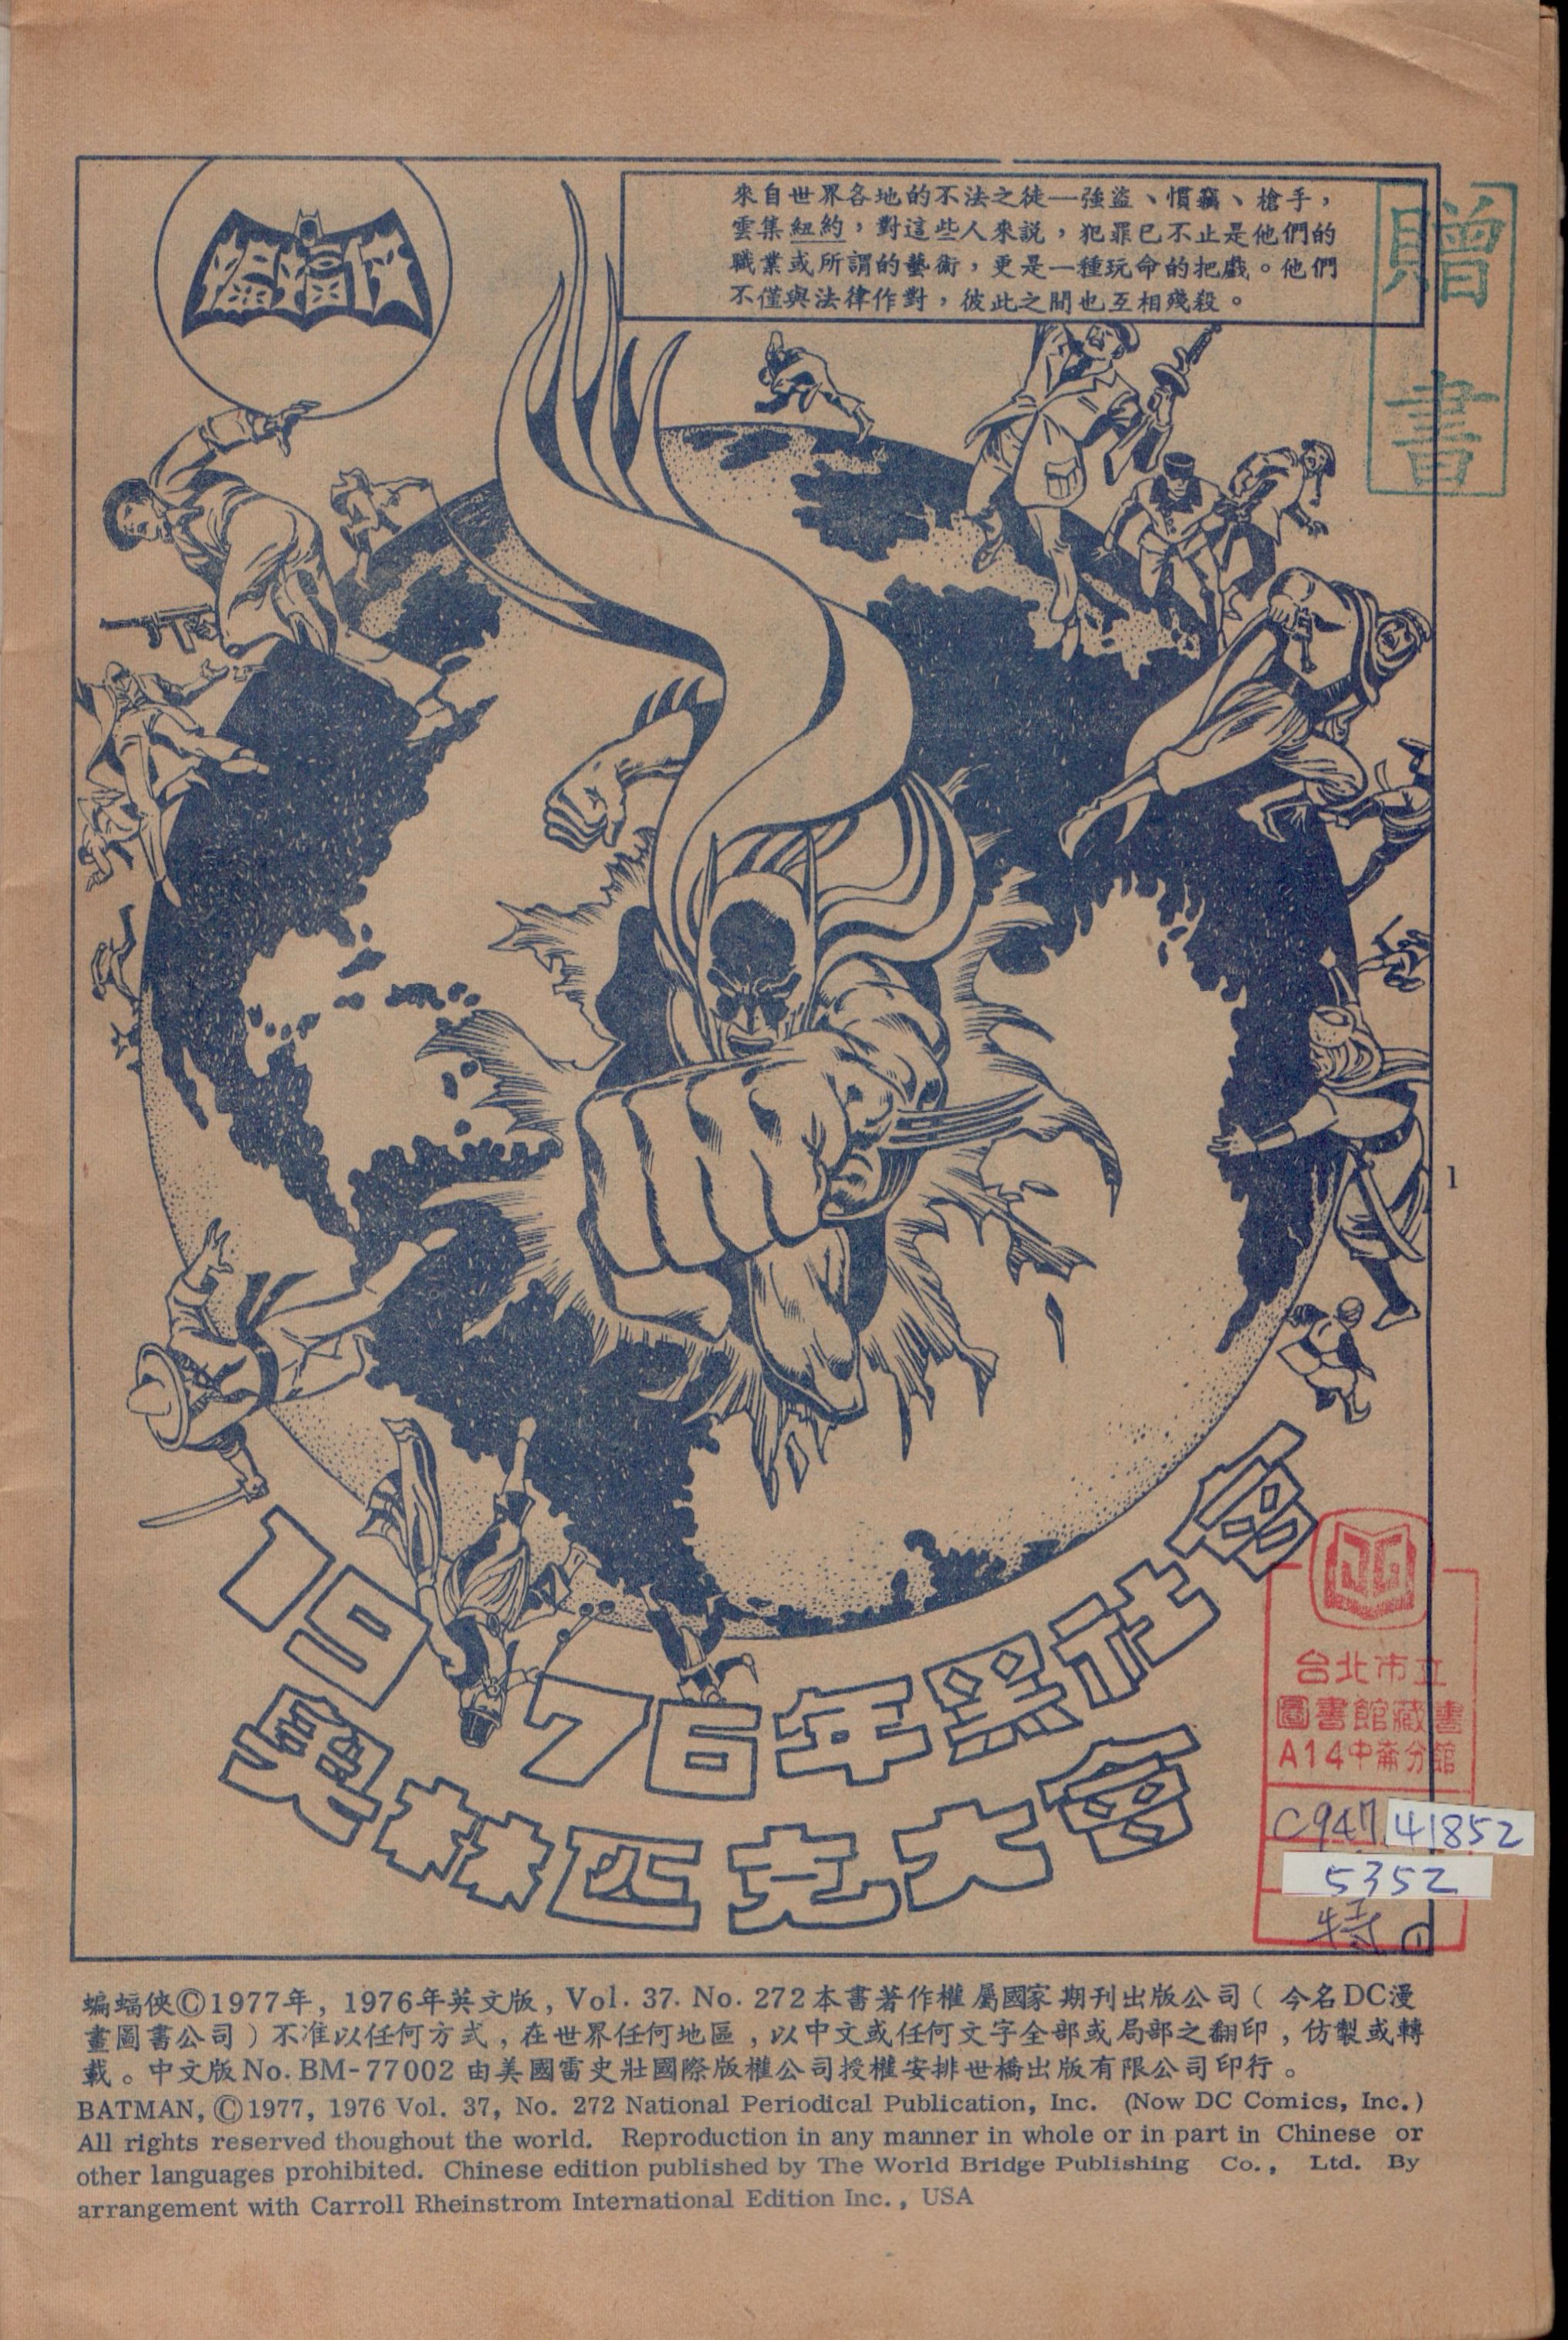 蝙蝠俠
來自世界各地的不法之徒—強盜、慣竊、槍手，
雲集紐約，對這些人來說，犯罪已不止是他們的
職業或所謂的藝術，更是一種玩命的把戲。他們
不僅與法律作對，彼此之間也互相殘殺。
贈書
1
1976年黑社會
奧林匹克大會
台北市立
圖書館藏書
A14中崙分館
C947.41852
5352
特
①
蝙蝠俠©1977年，1976年英文版，Vol. 37. No. 272本書著作權屬國家期刊出版公司（今名DC漫
畫圖書公司）不准以任何方式，在世界任何地區，以中文或任何文字全部或局部之翻印，仿製或轉
載。中文版No. BM-77002由美國雷史壯國際版權公司授權安排世橋出版有限公司印行。
BATMAN, ©1977, 1976 Vol. 37, No. 272 National Periodical Publication, Inc. (Now DC Comics, Inc.)
All rights reserved thoughout the world. Reproduction in any manner in whole or in part in Chinese or
other languages prohibited. Chinese edition published by The World Bridge Publishing Co., Ltd. By
arrangement with Carroll Rheinstrom International Edition Inc., USA